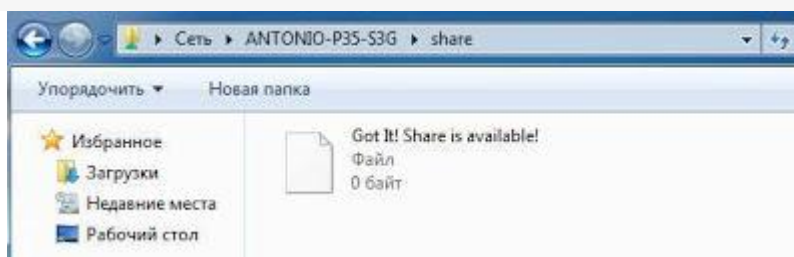 Сеть ANTONIO-P35-S3G share
Упорядочить Новая папка
Избранное
Загрузки
Недавние места
Рабочий стол
Got It! Share is available!
Файл
0 байт